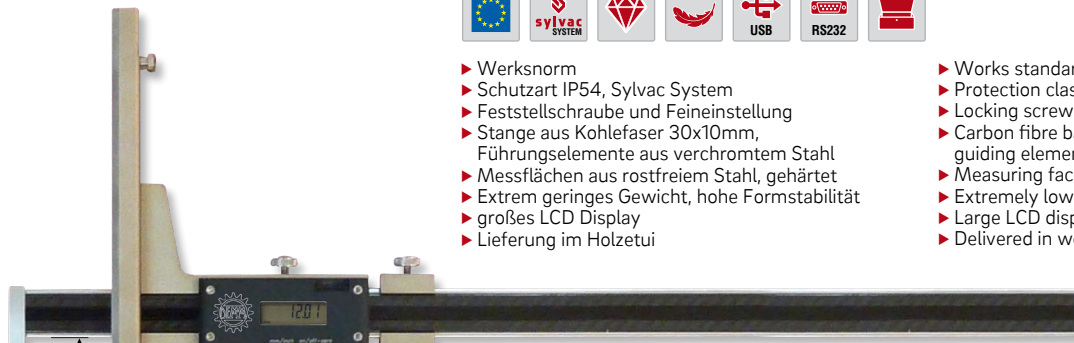 sylvac
SYSTEM
USB
RS232
▶ Werksnorm
▶ Schutzart IP54, Sylvac System
▶ Feststellschraube und Feineinstellung
▶ Stange aus Kohlefaser 30x10mm,
Führungselemente aus verchromtem Stahl
▶ Messflächen aus rostfreiem Stahl, gehärtet
▶ Extrem geringes Gewicht, hohe Formstabilität
▶ großes LCD Display
▶ Lieferung im Holzetui
▶ Works standar
▶ Protection clas
▶ Locking screw
▶ Carbon fibre ba
guiding elemen
▶ Measuring fac
▶ Extremely low
▶ Large LCD disp
▶ Delivered in w
12.01